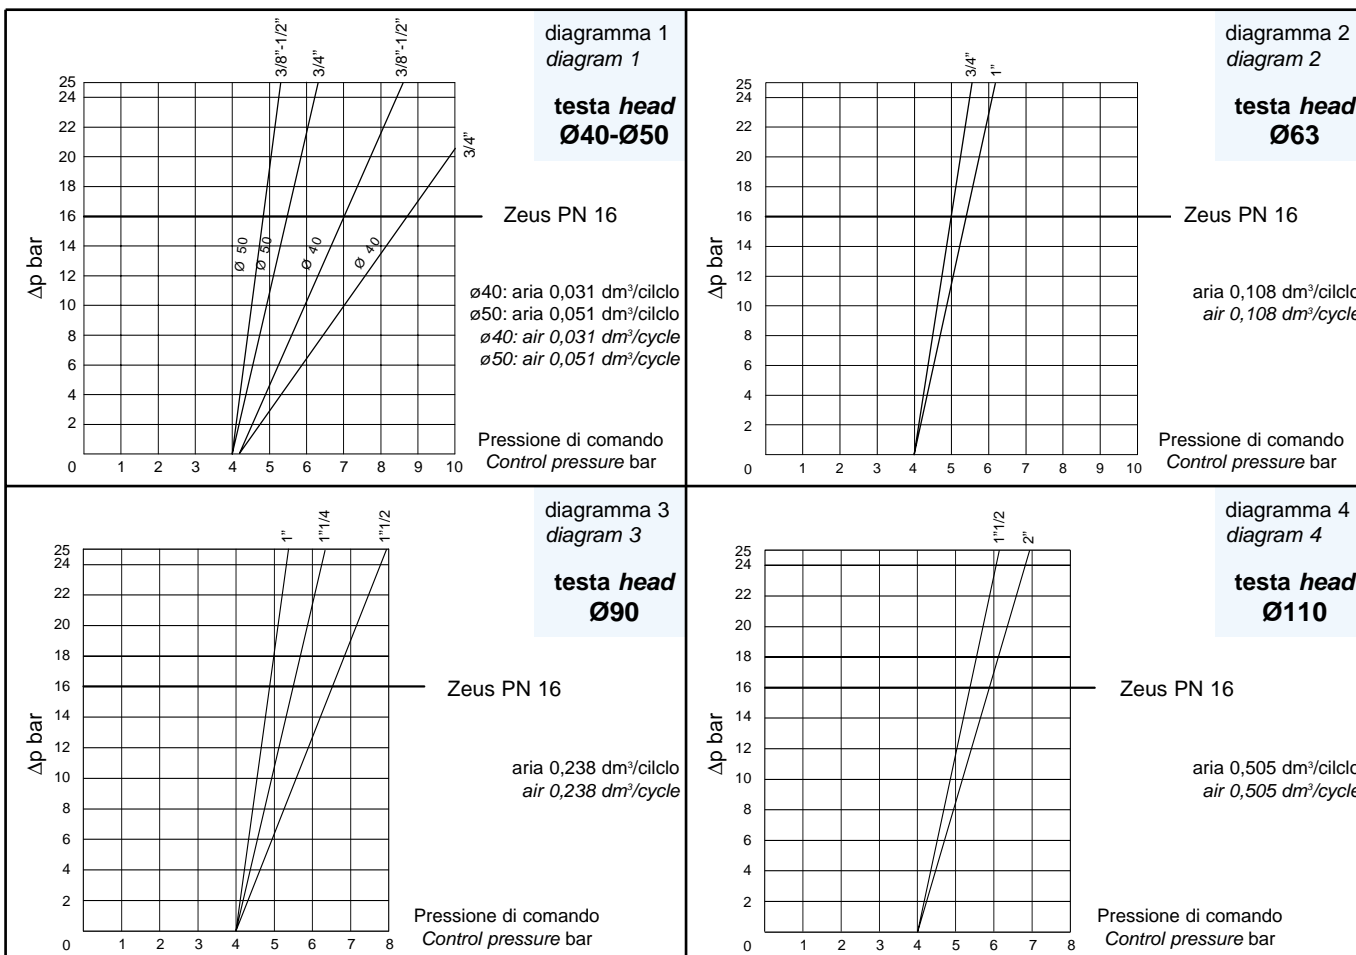 3/8"-1/2" 3/4" 3/8"-1/2"
diagramma 1
diagram 1
testa head
Ø40-Ø50
25
24
22
20
18
16
14
12
10
8
6
4
2
0 1 2 3 4 5 6 7 8 9 10
3/4"
Zeus PN 16
Δp bar
Ø 50 Ø 50 Ø 40 Ø 40
ø40: aria 0,031 dm³/cilclo
ø50: aria 0,051 dm³/cilclo
ø40: air 0,031 dm³/cycle
ø50: air 0,051 dm³/cycle
Pressione di comando
Control pressure bar
3/4" 1"
diagramma 2
diagram 2
testa head
Ø63
25
24
22
20
18
16
14
12
10
8
6
4
2
0 1 2 3 4 5 6 7 8 9 10
Zeus PN 16
Δp bar
aria 0,108 dm³/cilclo
air 0,108 dm³/cycle
Pressione di comando
Control pressure bar
1" 1"1/4 1"1/2
diagramma 3
diagram 3
testa head
Ø90
25
24
22
20
18
16
14
12
10
8
6
4
2
0 1 2 3 4 5 6 7 8
Zeus PN 16
Δp bar
aria 0,238 dm³/cilclo
air 0,238 dm³/cycle
Pressione di comando
Control pressure bar
1"1/2 2"
diagramma 4
diagram 4
testa head
Ø110
25
24
22
20
18
16
14
12
10
8
6
4
2
0 1 2 3 4 5 6 7 8
Zeus PN 16
Δp bar
aria 0,505 dm³/cilclo
air 0,505 dm³/cycle
Pressione di comando
Control pressure bar